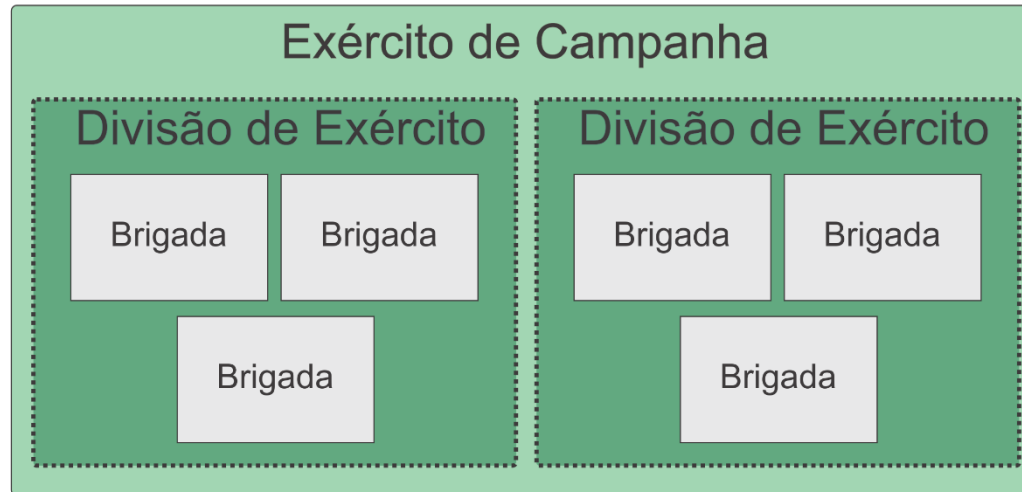 Exército de Campanha
Divisão de Exército
Brigada
Brigada
Brigada
Divisão de Exército
Brigada
Brigada
Brigada